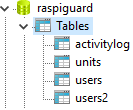 raspiguard
Tables
activitylog
units
users
users2